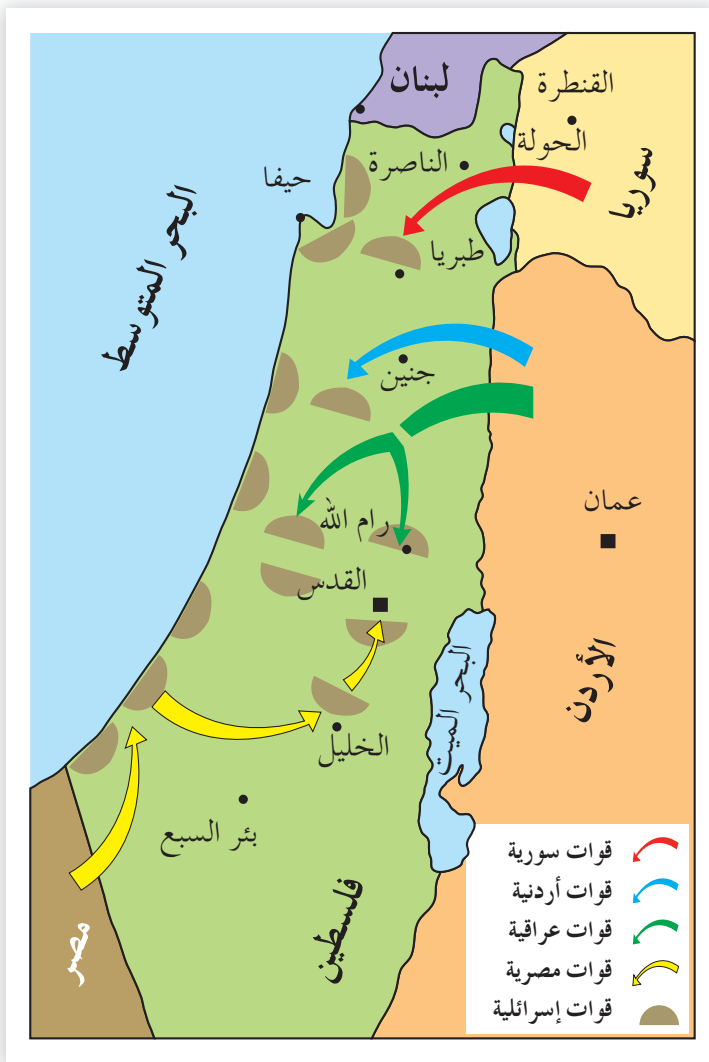 لبنان
القنطرة
الحولة
سوريا
الناصرة
حيفا
طبريا
البحر المتوسط
جنين
عمان
رام الله
القدس
البحر الميت
الأردن
الخليل
بئر السبع
فلسطين
مصر
قوات سورية
قوات أردنية
قوات عراقية
قوات مصرية
قوات إسرائلية